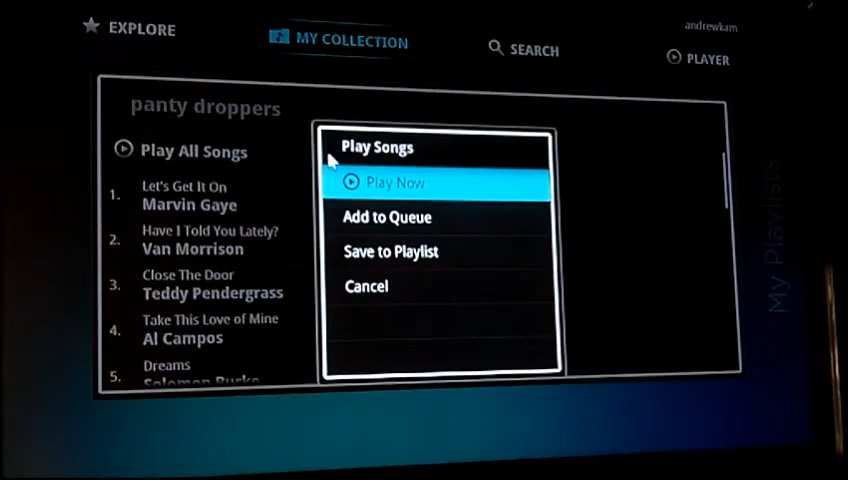 EXPLORE
MY COLLECTION
SEARCH
andrewkam
PLAYER
panty droppers
Play All Songs
1. Let's Get It On
Marvin Gaye
2. Have I Told You Lately?
Van Morrison
3. Close The Door
Teddy Pendergrass
4. Take This Love of Mine
Al Campos
5. Dreams
Solomon Burke
Play Songs
Play Now
Add to Queue
Save to Playlist
Cancel
My Playlists